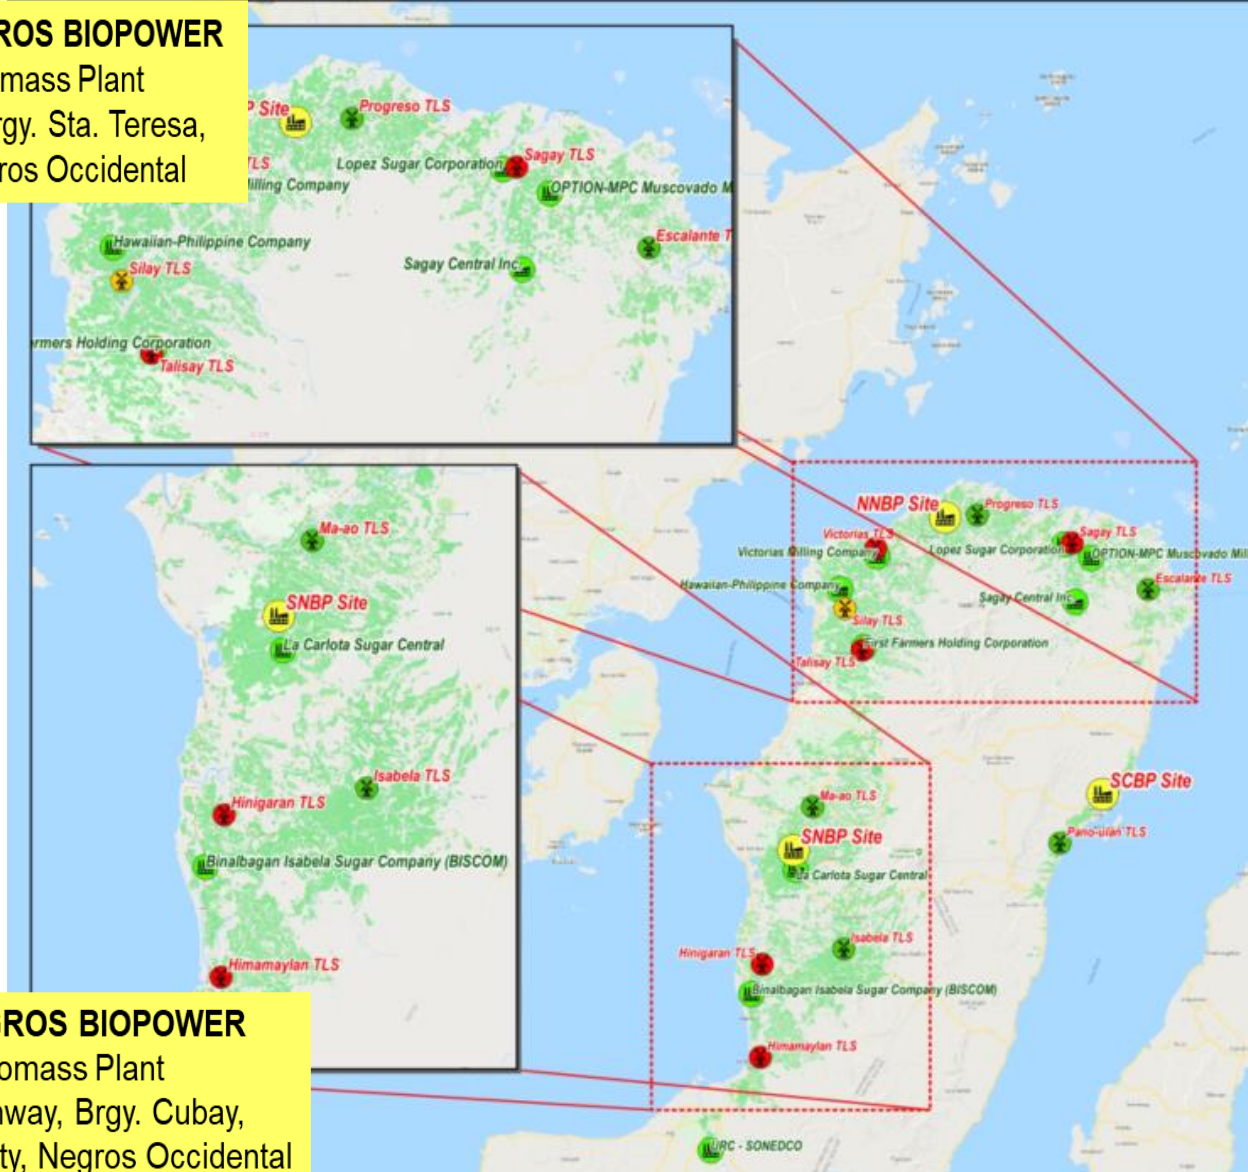 ROS BIOPOWER
mass Plant
rgy. Sta. Teresa,
ros Occidental
P Site
Progreso TLS
TLS
Lopez Sugar Corporation
Sagay TLS
illing Company
OPTION-MPC Muscovado M
Hawaiian-Philippine Company
Escalante T
Silay TLS
Sagay Central Inc.
rmers Holding Corporation
Talisay TLS
Ma-ao TLS
SNBP Site
La Carlota Sugar Central
Isabela TLS
Hinigaran TLS
Binalbagan Isabela Sugar Company (BISCOM)
Himamaylan TLS
GROS BIOPOWER
omass Plant
hway, Brgy. Cubay,
ty, Negros Occidental
NNBP Site
Progreso TLS
Victorias TLS
Sagay TLS
Victorias Milling Company
Lopez Sugar Corporation
OPTION-MPC Muscovado Mil
Hawaiian-Philippine Company
Escalante TLS
Sagay Central Inc.
Silay TLS
First Farmers Holding Corporation
Talisay TLS
SCBP Site
Ma-ao TLS
Pano-ulan TLS
SNBP Site
La Carlota Sugar Central
Isabela TLS
Hinigaran TLS
Binalbagan Isabela Sugar Company (BISCOM)
Himamaylan TLS
URC - SONEDCO